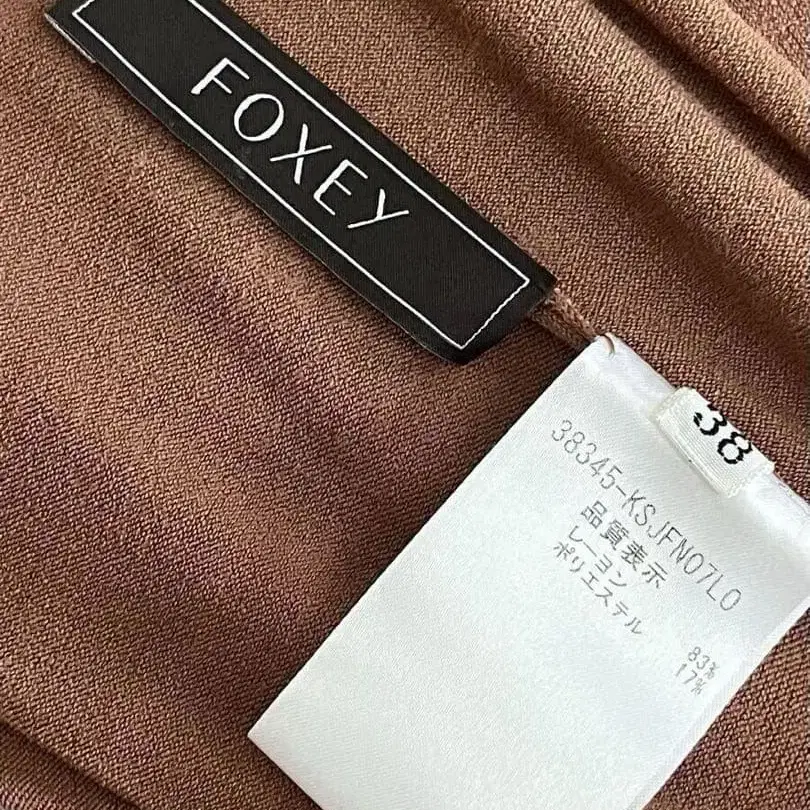 FOXEY
38
38345-KSJFN07LO
品質表示
レーヨン 83%
ポリエステル 17%